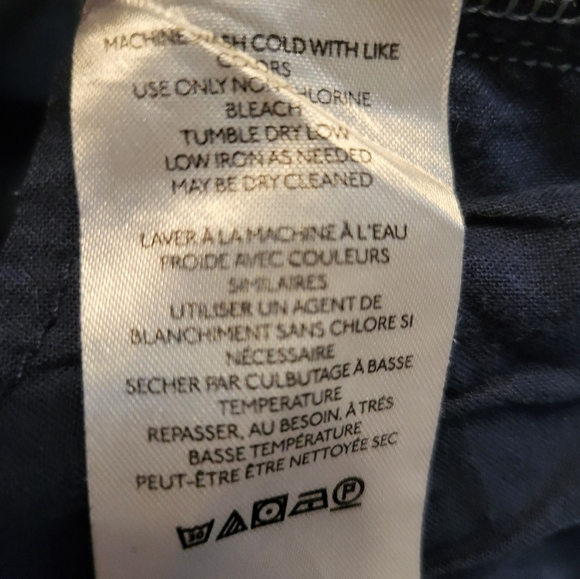 MACHINE WASH COLD WITH LIKE
COLORS
USE ONLY NON-CHLORINE
BLEACH
TUMBLE DRY LOW
LOW IRON AS NEEDED
MAY BE DRY CLEANED
LAVER À LA MACHINE À L'EAU
FROIDE AVEC COULEURS
SIMILAIRES
UTILISER UN AGENT DE
BLANCHIMENT SANS CHLORE SI
NÉCESSAIRE
SECHER PAR CULBUTAGE À BASSE
TEMPERATURE
REPASSER, AU BESOIN, À TRÉS
BASSE TEMPÉRATURE
PEUT-ÊTRE ÊTRE NETTOYÉE SEC
30 P